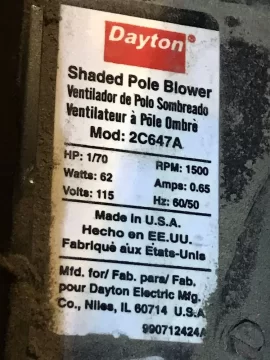 Dayton
Shaded Pole Blower
Ventilador de Polo Sombreado
Ventilateur à Pôle Ombrè
Mod: 2C647A
HP: 1/70 RPM: 1500
Watts: 62 Amps: 0.65
Volts: 115 Hz: 60/50
Made in U.S.A.
Hecho en EE.UU.
Fabriqué aux États-Unis
Mfd. for/ Fab. para/ Fab.
pour Dayton Electric Mfg.
Co., Niles, IL 60714 U.S.A
990712424A